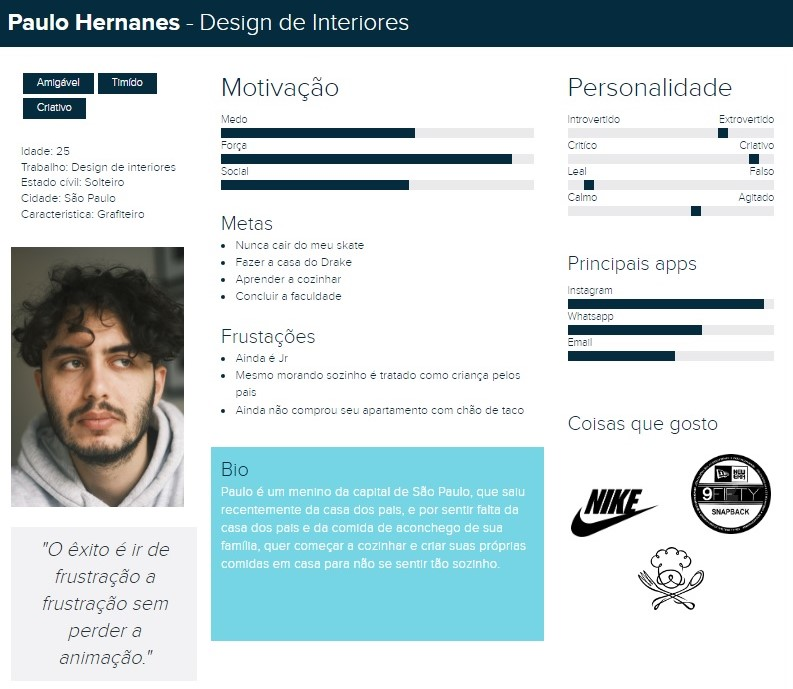 Paulo Hernanes - Design de Interiores
Amigável
Timído
Criativo
Idade: 25
Trabalho: Design de interiores
Estado cívil: Solteiro
Cidade: São Paulo
Caracteristica: Grafiteiro
"O êxito é ir de
frustração a
frustração sem
perder a
animação."
Motivação
Medo
Força
Social
Metas
Nunca cair do meu skate
Fazer a casa do Drake
Aprender a cozinhar
Concluir a faculdade
Frustações
Ainda é Jr
Mesmo morando sozinho é tratado como criança pelos
pais
Ainda não comprou seu apartamento com chão de taco
Bio
Paulo é um menino da capital de São Paulo, que saiu
recentemente da casa dos pais, e por sentir falta da
casa dos pais e da comida de aconchego de sua
família, quer começar a cozinhar e criar suas próprias
comidas em casa para não se sentir tão sozinho.
Personalidade
Introvertido Extrovertido
Crítico Criativo
Leal Falso
Calmo Agitado
Principais apps
Instagram
Whatsapp
Email
Coisas que gosto
NIKE
NEW ERA
9FIFTY
SNAPBACK